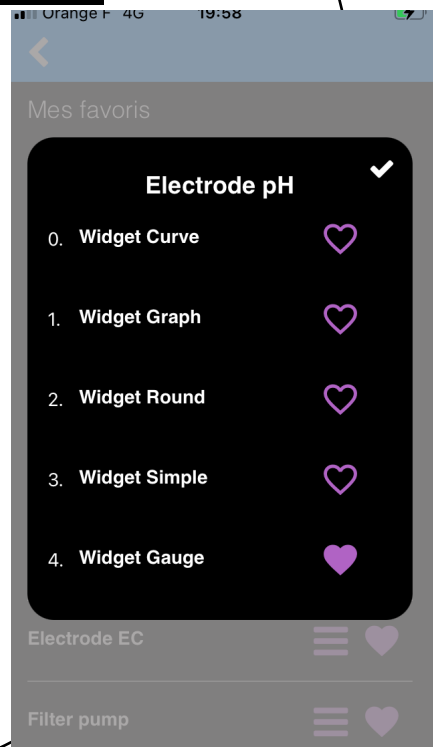 Orange F 4G 19:58
Mes favoris
Electrode pH
0. Widget Curve
1. Widget Graph
2. Widget Round
3. Widget Simple
4. Widget Gauge
Electrode EC
Filter pump